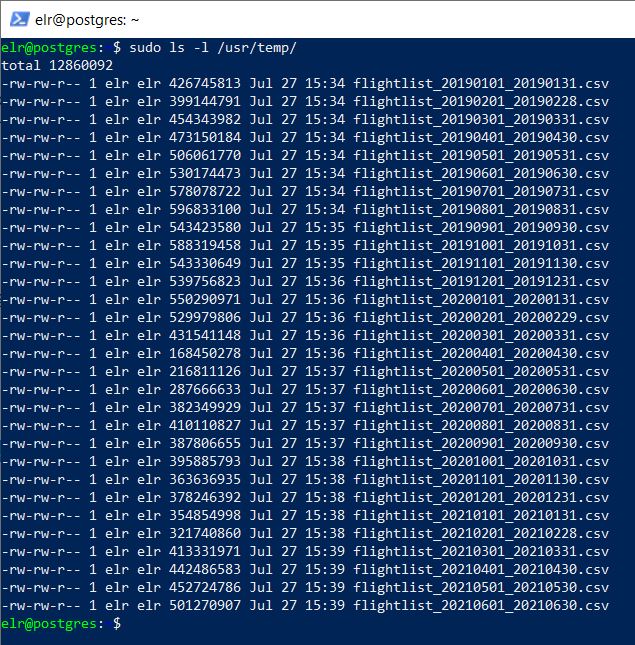 elr@postgres: ~
elr@postgres:~$ sudo ls -l /usr/temp/
total 12860092
-rw-rw-r-- 1 elr elr 426745813 Jul 27 15:34 flightlist_20190101_20190131.csv
-rw-rw-r-- 1 elr elr 399144791 Jul 27 15:34 flightlist_20190201_20190228.csv
-rw-rw-r-- 1 elr elr 454343982 Jul 27 15:34 flightlist_20190301_20190331.csv
-rw-rw-r-- 1 elr elr 473150184 Jul 27 15:34 flightlist_20190401_20190430.csv
-rw-rw-r-- 1 elr elr 506061770 Jul 27 15:34 flightlist_20190501_20190531.csv
-rw-rw-r-- 1 elr elr 530174473 Jul 27 15:34 flightlist_20190601_20190630.csv
-rw-rw-r-- 1 elr elr 578078722 Jul 27 15:34 flightlist_20190701_20190731.csv
-rw-rw-r-- 1 elr elr 596833100 Jul 27 15:34 flightlist_20190801_20190831.csv
-rw-rw-r-- 1 elr elr 543423580 Jul 27 15:35 flightlist_20190901_20190930.csv
-rw-rw-r-- 1 elr elr 588319458 Jul 27 15:35 flightlist_20191001_20191031.csv
-rw-rw-r-- 1 elr elr 543330649 Jul 27 15:35 flightlist_20191101_20191130.csv
-rw-rw-r-- 1 elr elr 539756823 Jul 27 15:36 flightlist_20191201_20191231.csv
-rw-rw-r-- 1 elr elr 550290971 Jul 27 15:36 flightlist_20200101_20200131.csv
-rw-rw-r-- 1 elr elr 529979806 Jul 27 15:36 flightlist_20200201_20200229.csv
-rw-rw-r-- 1 elr elr 431541148 Jul 27 15:36 flightlist_20200301_20200331.csv
-rw-rw-r-- 1 elr elr 168450278 Jul 27 15:36 flightlist_20200401_20200430.csv
-rw-rw-r-- 1 elr elr 216811126 Jul 27 15:37 flightlist_20200501_20200531.csv
-rw-rw-r-- 1 elr elr 287666633 Jul 27 15:37 flightlist_20200601_20200630.csv
-rw-rw-r-- 1 elr elr 382349929 Jul 27 15:37 flightlist_20200701_20200731.csv
-rw-rw-r-- 1 elr elr 410110827 Jul 27 15:37 flightlist_20200801_20200831.csv
-rw-rw-r-- 1 elr elr 387806655 Jul 27 15:37 flightlist_20200901_20200930.csv
-rw-rw-r-- 1 elr elr 395885793 Jul 27 15:38 flightlist_20201001_20201031.csv
-rw-rw-r-- 1 elr elr 363636935 Jul 27 15:38 flightlist_20201101_20201130.csv
-rw-rw-r-- 1 elr elr 378246392 Jul 27 15:38 flightlist_20201201_20201231.csv
-rw-rw-r-- 1 elr elr 354854998 Jul 27 15:38 flightlist_20210101_20210131.csv
-rw-rw-r-- 1 elr elr 321740860 Jul 27 15:38 flightlist_20210201_20210228.csv
-rw-rw-r-- 1 elr elr 413331971 Jul 27 15:39 flightlist_20210301_20210331.csv
-rw-rw-r-- 1 elr elr 442486583 Jul 27 15:39 flightlist_20210401_20210430.csv
-rw-rw-r-- 1 elr elr 452724786 Jul 27 15:39 flightlist_20210501_20210530.csv
-rw-rw-r-- 1 elr elr 501270907 Jul 27 15:39 flightlist_20210601_20210630.csv
elr@postgres:~$